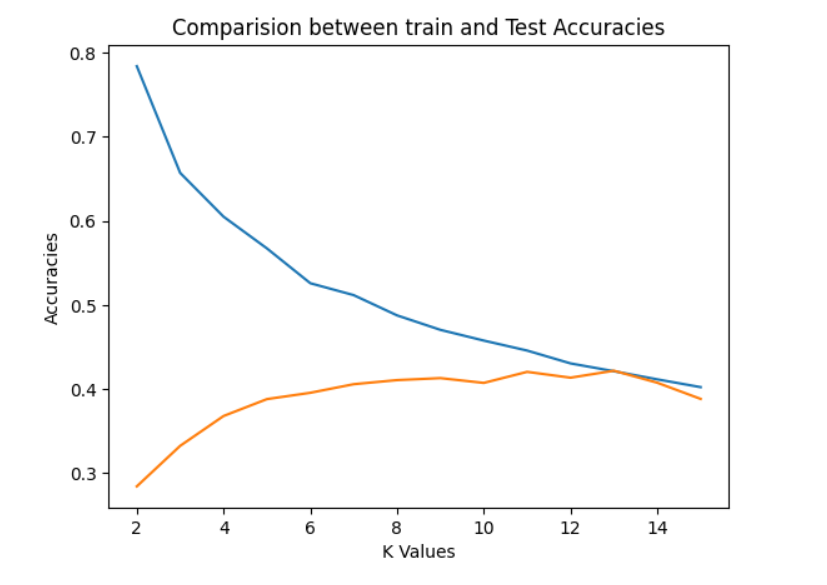 Comparision between train and Test Accuracies
0.8
0.7
0.6
0.5
0.4
0.3
Accuracies
2 4 6 8 10 12 14
K Values